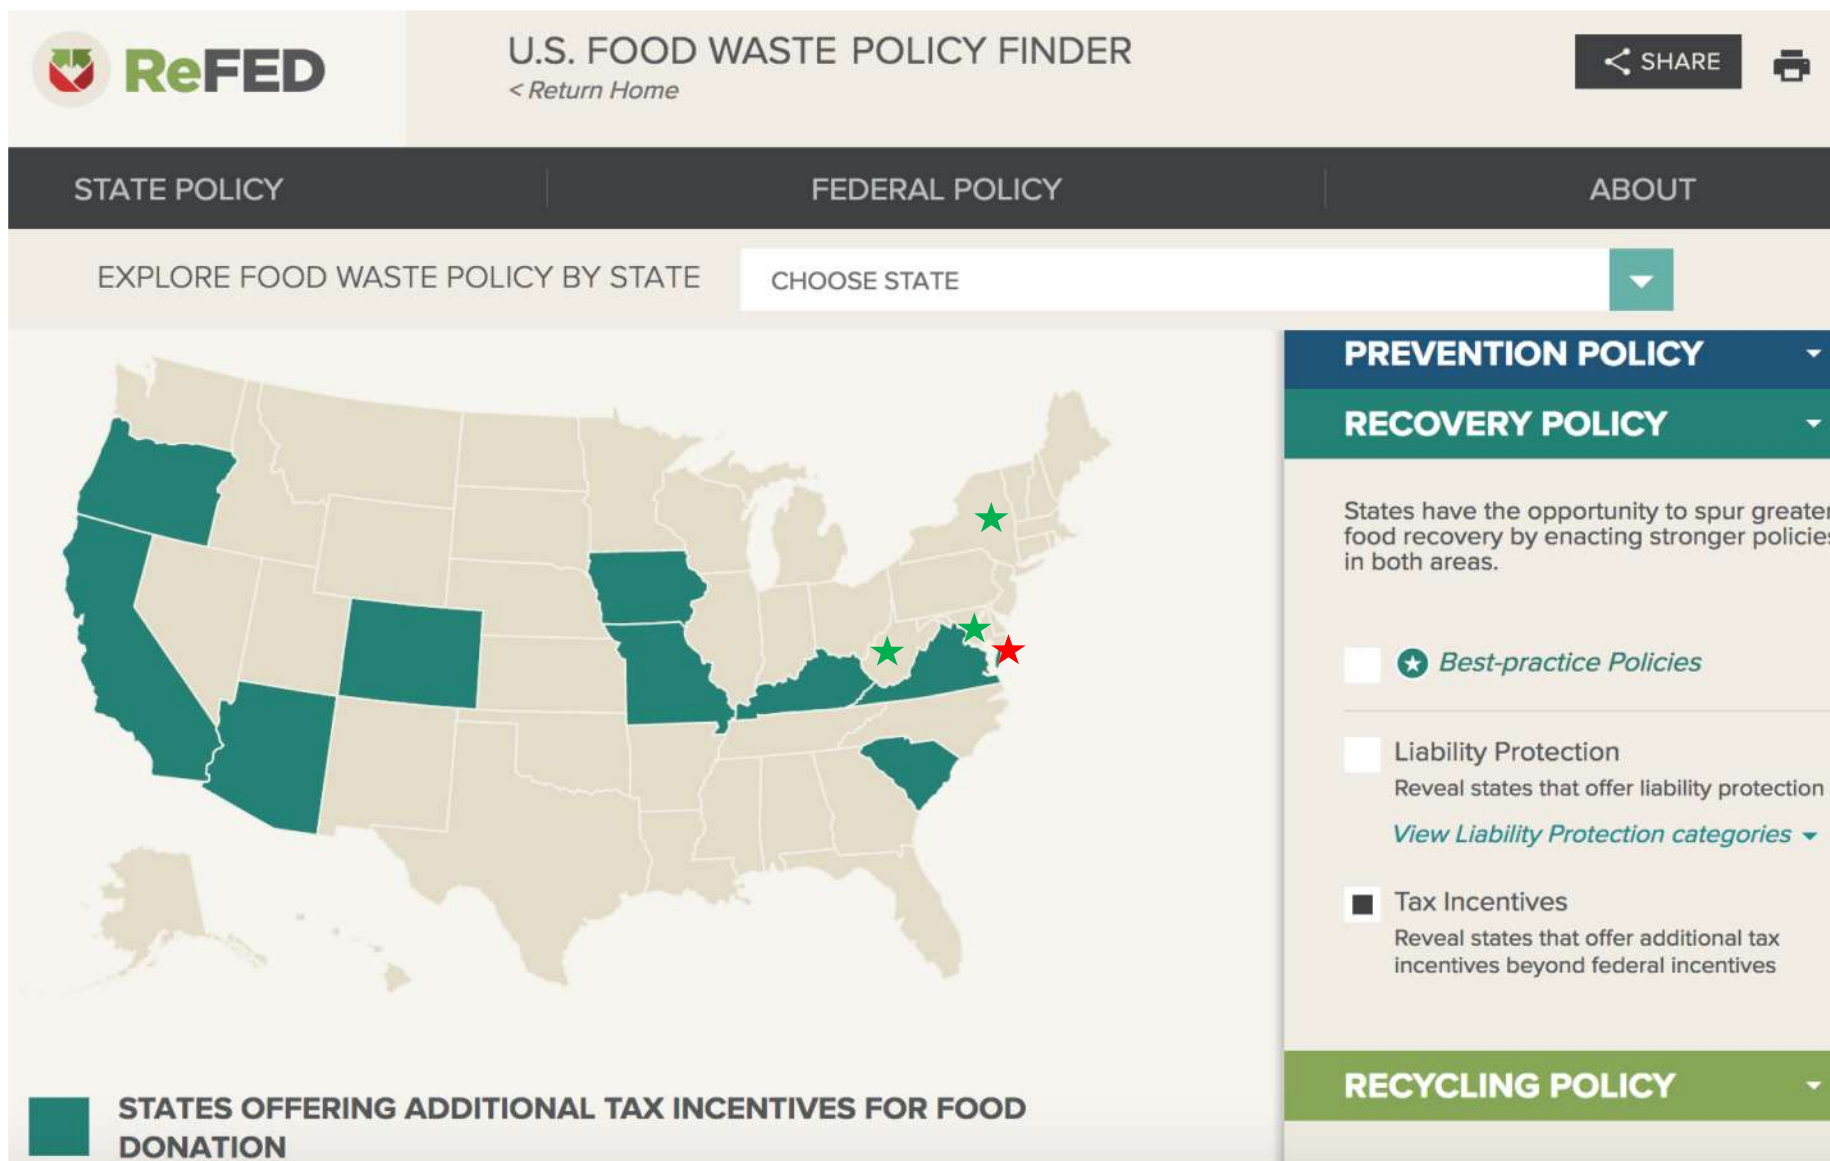 ReFED
U.S. FOOD WASTE POLICY FINDER
< Return Home
SHARE
STATE POLICY
FEDERAL POLICY
ABOUT
EXPLORE FOOD WASTE POLICY BY STATE
CHOOSE STATE
PREVENTION POLICY
RECOVERY POLICY
States have the opportunity to spur greater
food recovery by enacting stronger policies
in both areas.
Best-practice Policies
Liability Protection
Reveal states that offer liability protection
View Liability Protection categories
Tax Incentives
Reveal states that offer additional tax
incentives beyond federal incentives
RECYCLING POLICY
STATES OFFERING ADDITIONAL TAX INCENTIVES FOR FOOD
DONATION